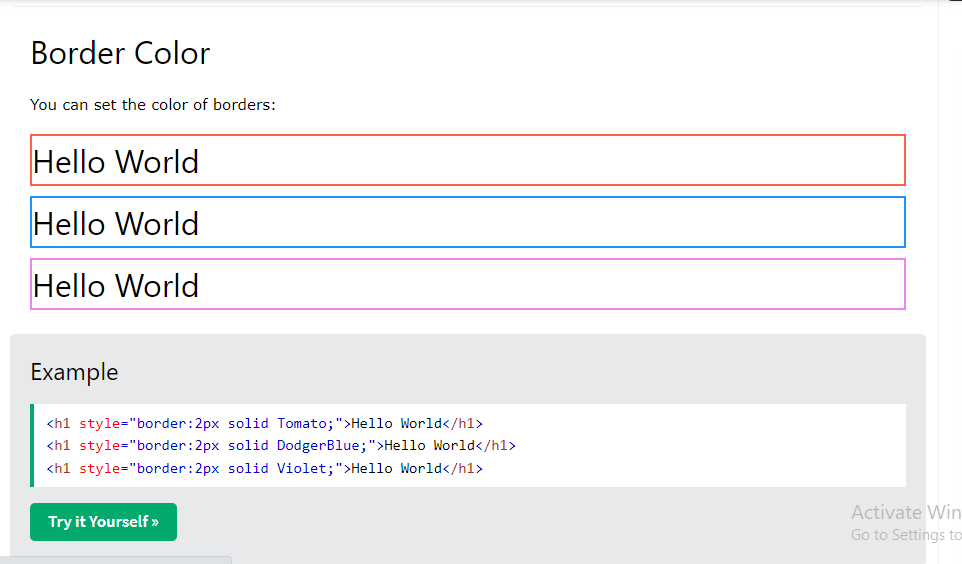 Border Color
You can set the color of borders:
Hello World
Hello World
Hello World
Example
<h1 style="border:2px solid Tomato;">Hello World</h1>
<h1 style="border:2px solid DodgerBlue;">Hello World</h1>
<h1 style="border:2px solid Violet;">Hello World</h1>
Try it Yourself »
Activate Win
Go to Settings to